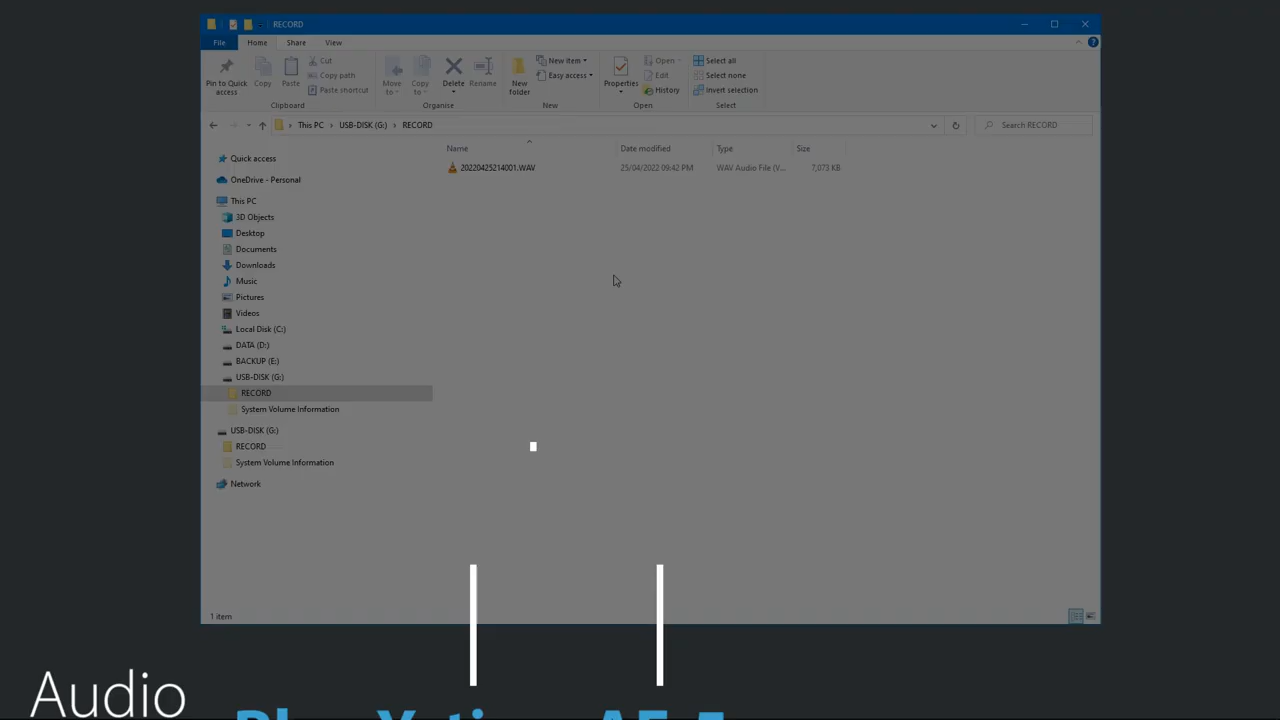 RECORD
File Home Share View
Pin to Quick access
Copy
Paste
Cut
Copy path
Paste shortcut
Clipboard
Move to
Copy to
Delete
Rename
Organise
New folder
New item
Easy access
New
Properties
Open
Edit
History
Open
Select all
Select none
Invert selection
Select
This PC USB-DISK (G:) RECORD
Search RECORD
Name Date modified Type Size
20220425214001.WAV 25/04/2022 09:42 PM WAV Audio File (V... 7,073 KB
Quick access
OneDrive - Personal
This PC
3D Objects
Desktop
Documents
Downloads
Music
Pictures
Videos
Local Disk (C:)
DATA (D:)
BACKUP (E:)
USB-DISK (G:)
RECORD
System Volume Information
USB-DISK (G:)
RECORD
System Volume Information
Network
1 item
Audio